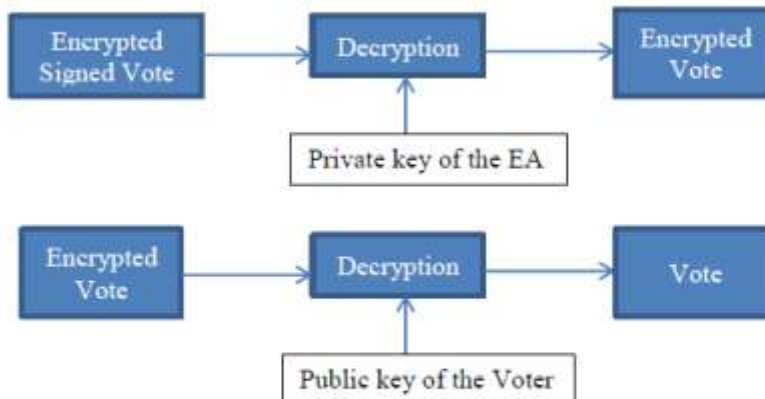 Encrypted
Signed Vote
Decryption
Encrypted
Vote
Private key of the EA
Encrypted
Vote
Decryption
Vote
Public key of the Voter